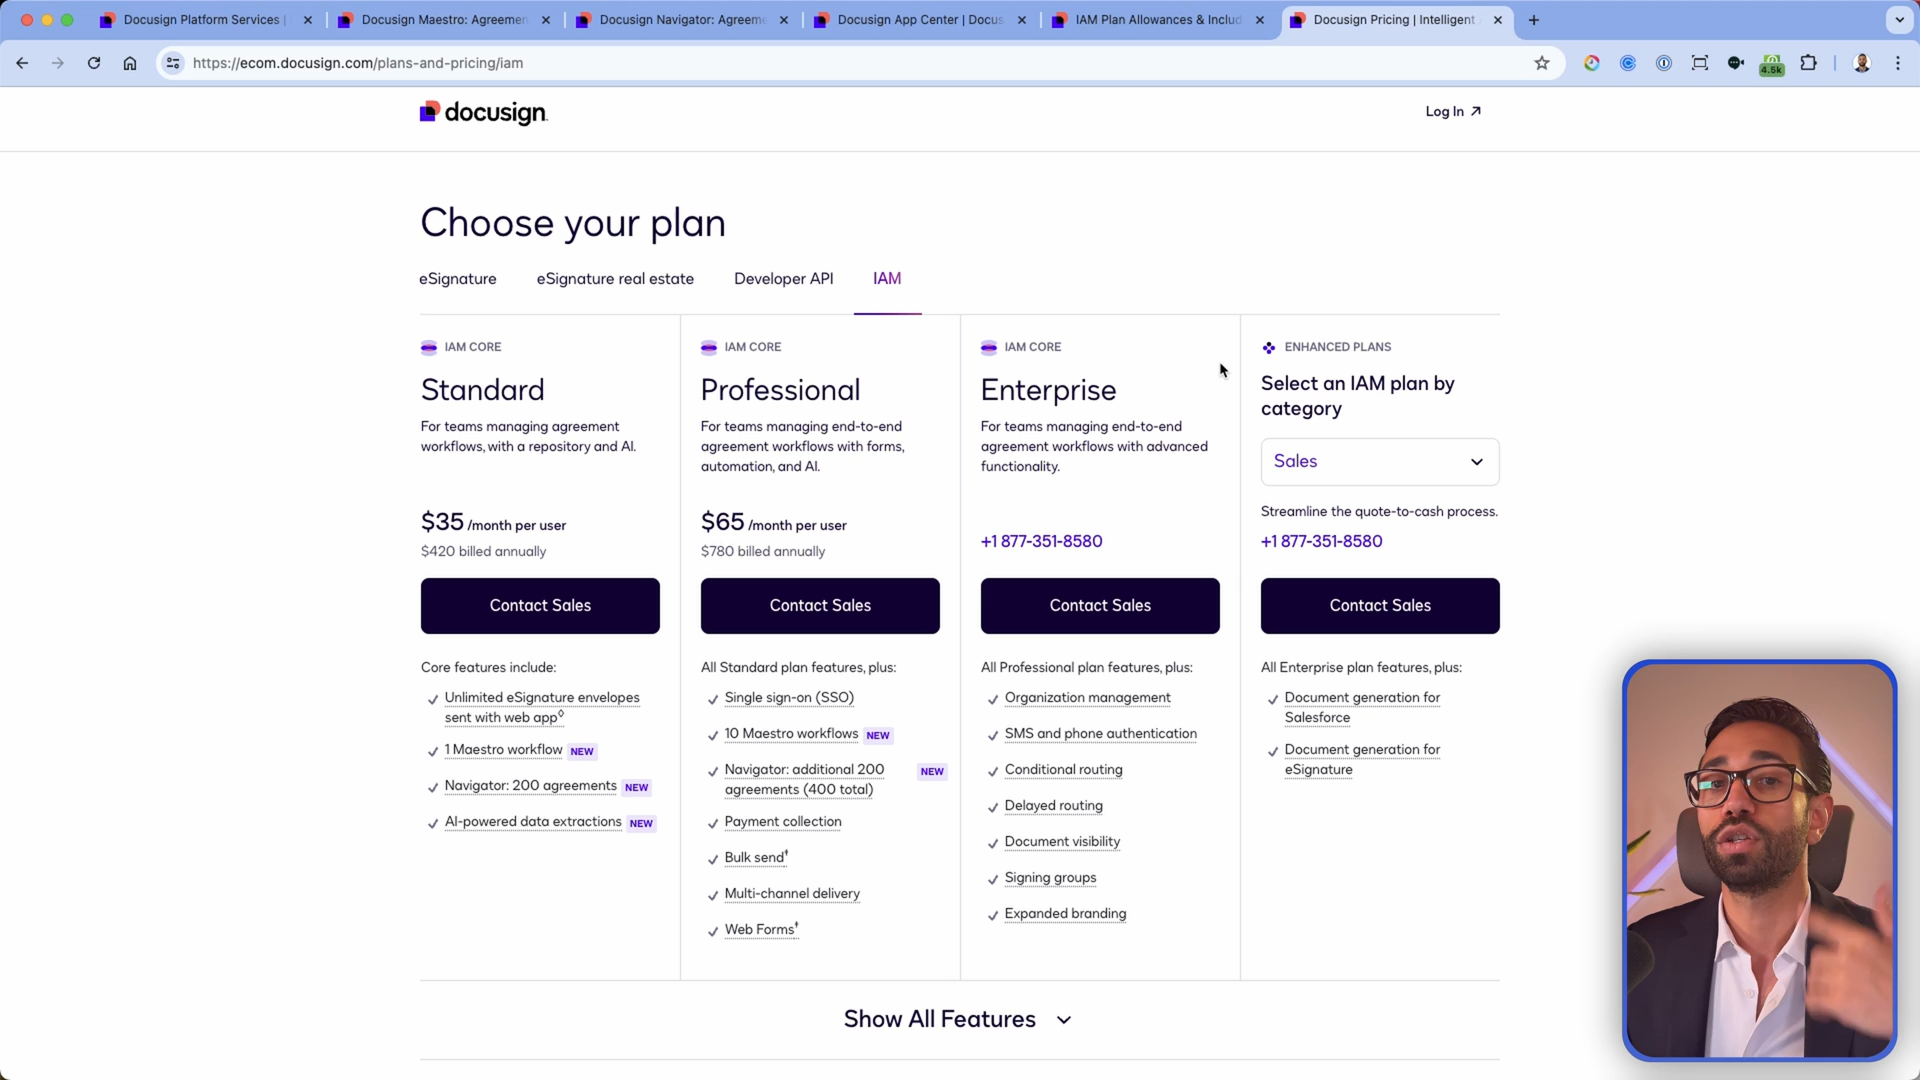 Docusign Platform Services |
Docusign Maestro: Agreemen
Docusign Navigator: Agreeme
Docusign App Center | Docus
IAM Plan Allowances & Includ
Docusign Pricing | Intelligent
https://ecom.docusign.com/plans-and-pricing/iam
4.5k
docusign
Log In
Choose your plan
eSignature
eSignature real estate
Developer API
IAM
IAM CORE
Standard
For teams managing agreement
workflows, with a repository and AI.
$35 /month per user
$420 billed annually
Contact Sales
Core features include:
Unlimited eSignature envelopes
sent with web app◊
1 Maestro workflow NEW
Navigator: 200 agreements NEW
AI-powered data extractions NEW
IAM CORE
Professional
For teams managing end-to-end
agreement workflows with forms,
automation, and AI.
$65 /month per user
$780 billed annually
Contact Sales
All Standard plan features, plus:
Single sign-on (SSO)
10 Maestro workflows NEW
Navigator: additional 200 NEW
agreements (400 total)
Payment collection
Bulk send†
Multi-channel delivery
Web Forms‡
IAM CORE
Enterprise
For teams managing end-to-end
agreement workflows with advanced
functionality.
+1 877-351-8580
Contact Sales
All Professional plan features, plus:
Organization management
SMS and phone authentication
Conditional routing
Delayed routing
Document visibility
Signing groups
Expanded branding
ENHANCED PLANS
Select an IAM plan by
category
Sales
Streamline the quote-to-cash process.
+1 877-351-8580
Contact Sales
All Enterprise plan features, plus:
Document generation for
Salesforce
Document generation for
eSignature
Show All Features